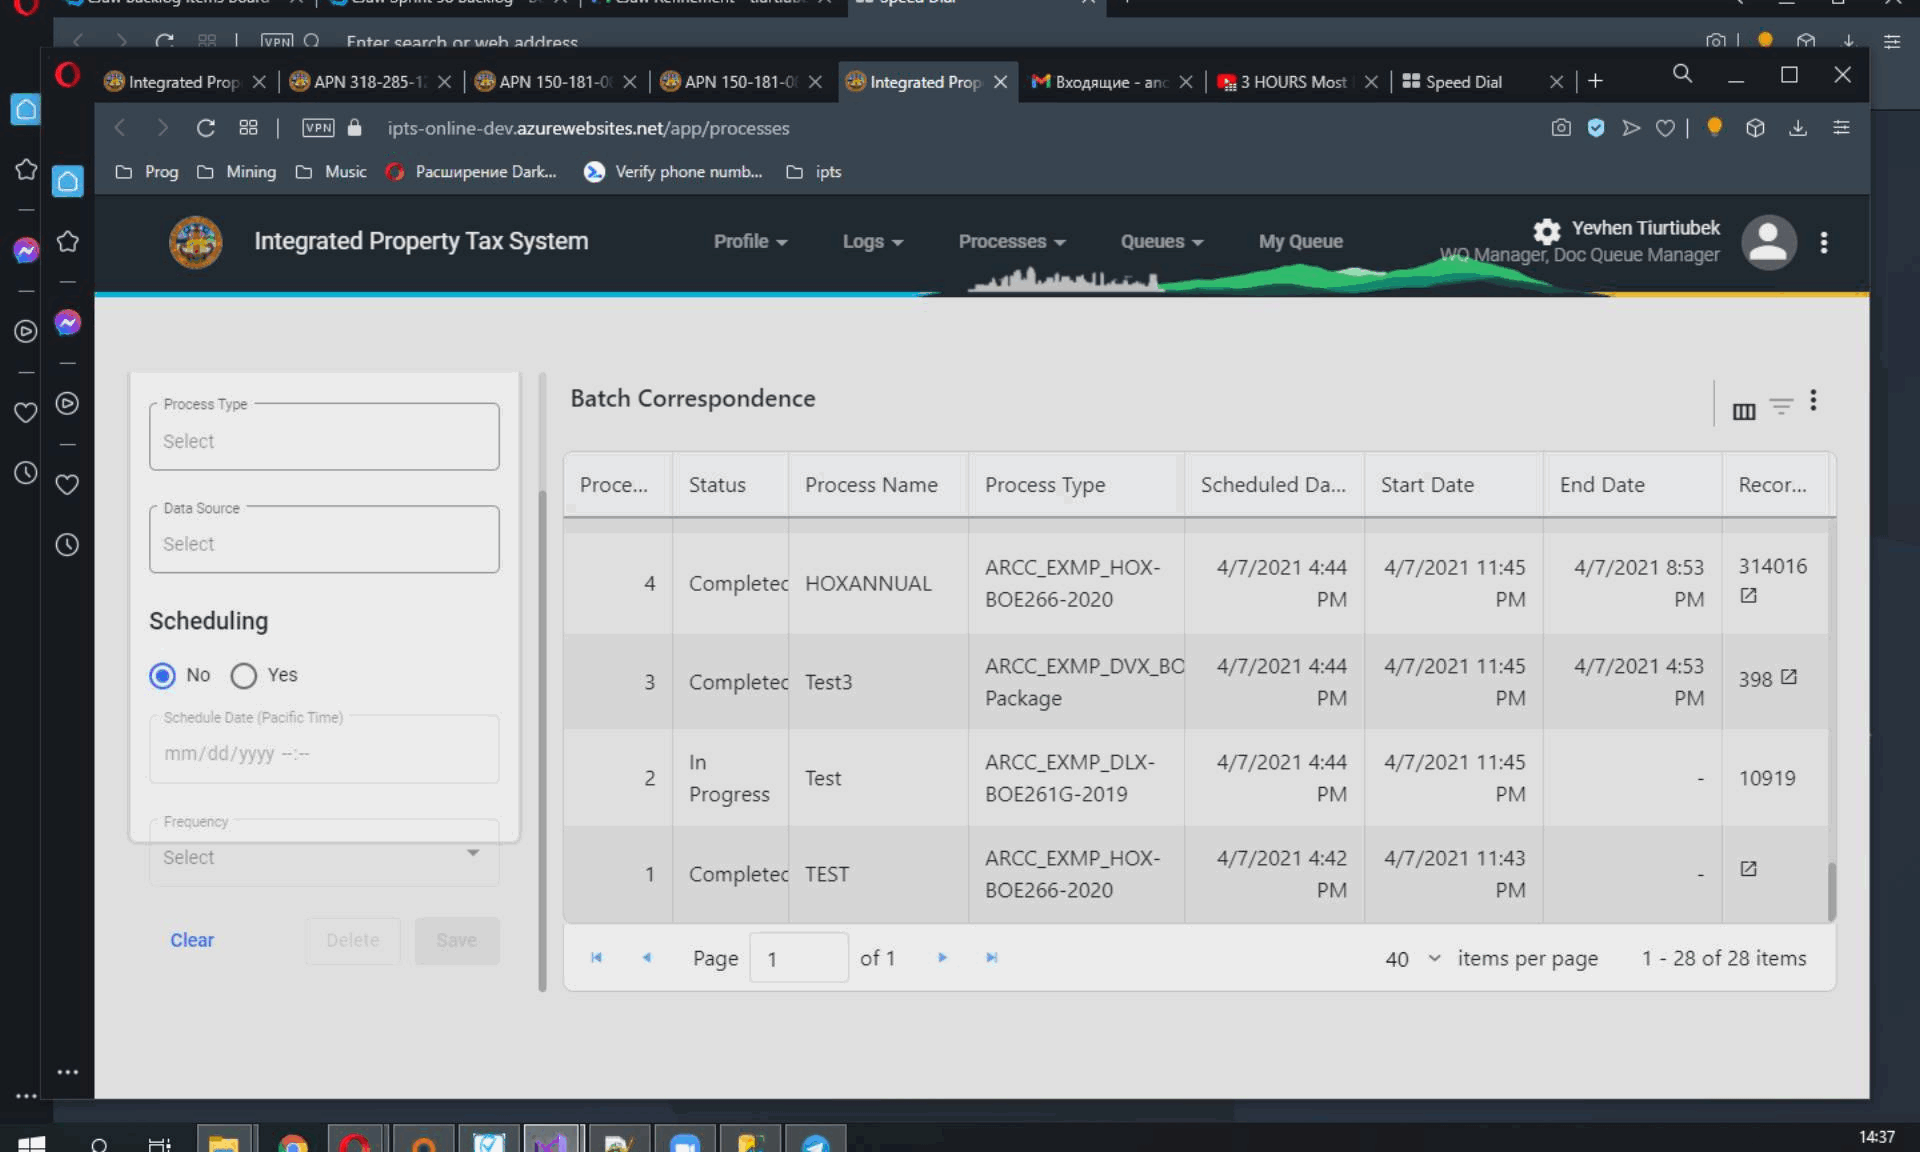 Speed Dial
VPN
Enter search or web address
Integrated Prop
APN 318-285-1
APN 150-181-0
APN 150-181-0
Integrated Prop
Входящие - anc
3 HOURS Most
Speed Dial
VPN
ipts-online-dev.azurewebsites.net/app/processes
Prog
Mining
Music
Расширение Dark...
Verify phone numb...
ipts
Integrated Property Tax System
Profile
Logs
Processes
Queues
My Queue
Yevhen Tiurtiubek
WQ Manager, Doc Queue Manager
Process Type
Select
Data Source
Select
Scheduling
No
Yes
Schedule Date (Pacific Time)
mm/dd/yyyy --:--
Frequency
Select
Clear
Delete
Save
Batch Correspondence
Proce... Status Process Name Process Type Scheduled Da... Start Date End Date Recor...
4 Completed HOXANNUAL ARCC_EXMP_HOX- 4/7/2021 4:44 4/7/2021 11:45 4/7/2021 8:53 314016
BOE266-2020 PM PM PM
3 Completed Test3 ARCC_EXMP_DVX_BO 4/7/2021 4:44 4/7/2021 11:45 4/7/2021 4:53 398
Package PM PM PM
2 In Test ARCC_EXMP_DLX- 4/7/2021 4:44 4/7/2021 11:45 - 10919
Progress BOE261G-2019 PM PM
1 Completed TEST ARCC_EXMP_HOX- 4/7/2021 4:42 4/7/2021 11:43 -
BOE266-2020 PM PM
Page 1 of 1
40 items per page
1 - 28 of 28 items
14:37